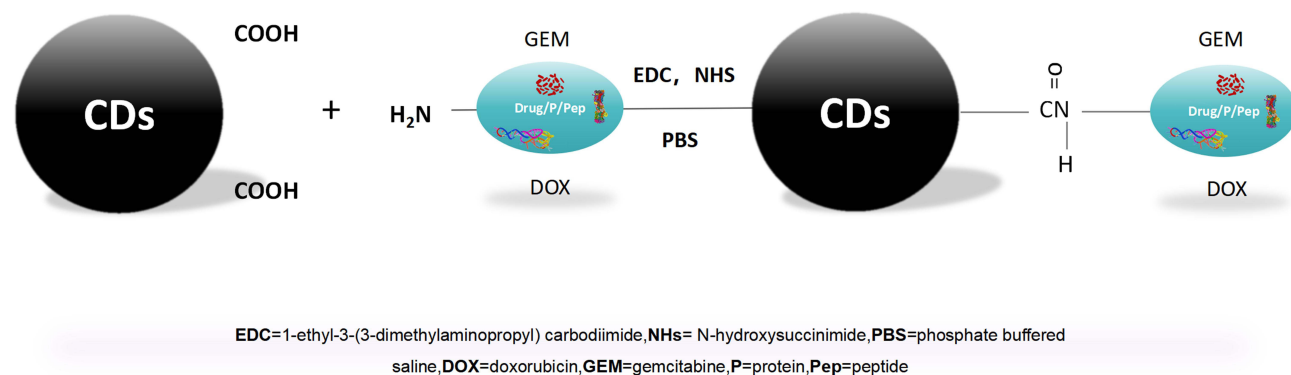 COOH
GEM
GEM
EDC， NHS
O
=
CDs
+
H₂N
Drug/P/Pep
CDs
CN
Drug/P/Pep
PBS
H
COOH
DOX
DOX
EDC=1-ethyl-3-(3-dimethylaminopropyl) carbodiimide,NHs= N-hydroxysuccinimide,PBS=phosphate buffered
saline,DOX=doxorubicin,GEM=gemcitabine,P=protein,Pep=peptide